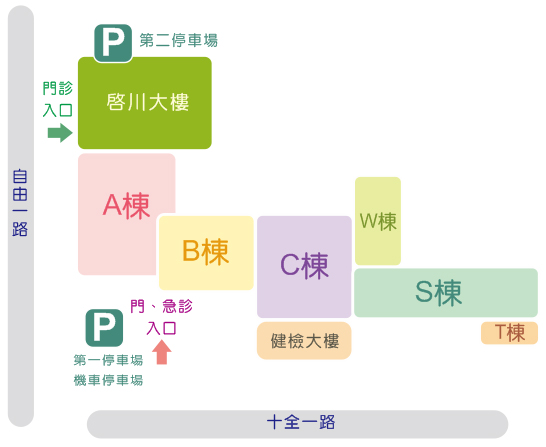 P 第二停車場
門診
入口
啓川大樓
自由一路
A棟
B棟
C棟
W棟
S棟
T棟
健檢大樓
門、急診
入口
P
第一停車場
機車停車場
十全一路